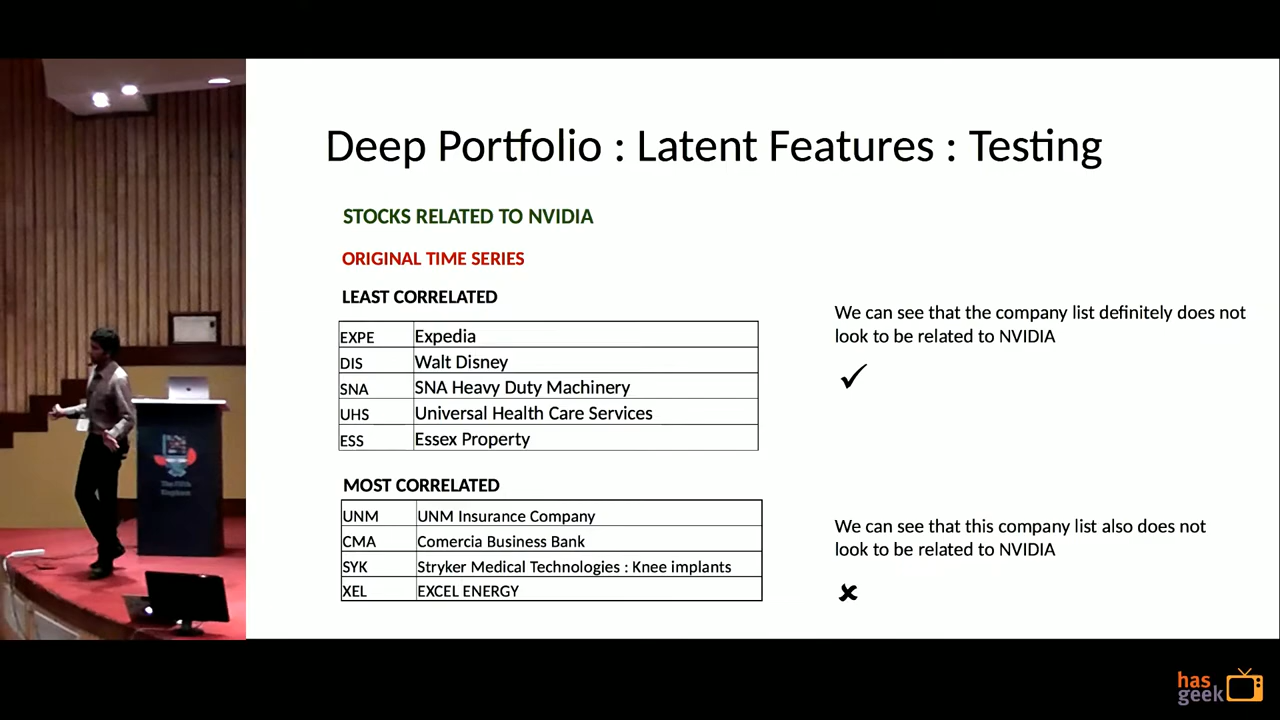 Deep Portfolio : Latent Features : Testing
STOCKS RELATED TO NVIDIA
ORIGINAL TIME SERIES
LEAST CORRELATED
EXPE Expedia
DIS Walt Disney
SNA SNA Heavy Duty Machinery
UHS Universal Health Care Services
ESS Essex Property
We can see that the company list definitely does not
look to be related to NVIDIA
✓
MOST CORRELATED
UNM UNM Insurance Company
CMA Comercia Business Bank
SYK Stryker Medical Technologies : Knee implants
XEL EXCEL ENERGY
We can see that this company list also does not
look to be related to NVIDIA
✘
The Fifth
Elephant
has
geek